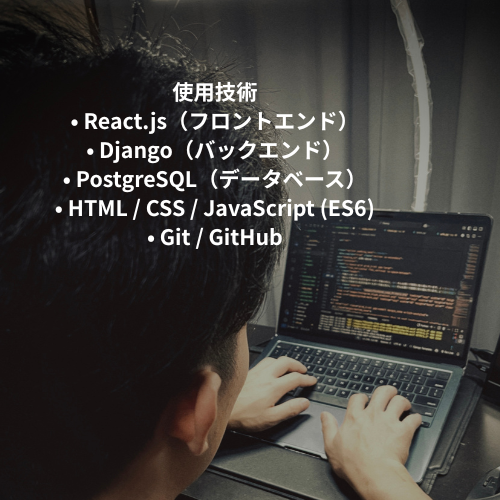 使用技術
• React.js（フロントエンド）
• Django（バックエンド）
• PostgreSQL（データベース）
• HTML / CSS / JavaScript (ES6)
• Git / GitHub